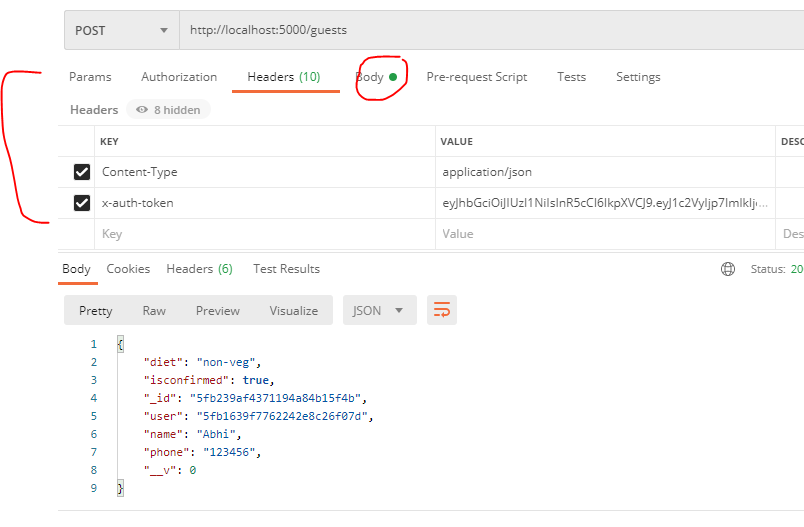 POST http://localhost:5000/guests
Params Authorization Headers (10) Body Pre-request Script Tests Settings
Headers 8 hidden
KEY VALUE DESC
Content-Type application/json
x-auth-token
Key Value Des
Body Cookies Headers (6) Test Results Status: 20
Pretty Raw Preview Visualize JSON
1 {
2 "diet": "non-veg",
3 "isconfirmed": true,
4 "_id": "5fb239af4371194a84b15f4b",
5 "user": "5fb1639f7762242e8c26f07d",
6 "name": "Abhi",
7 "phone": "123456",
8 "__v": 0
9 }